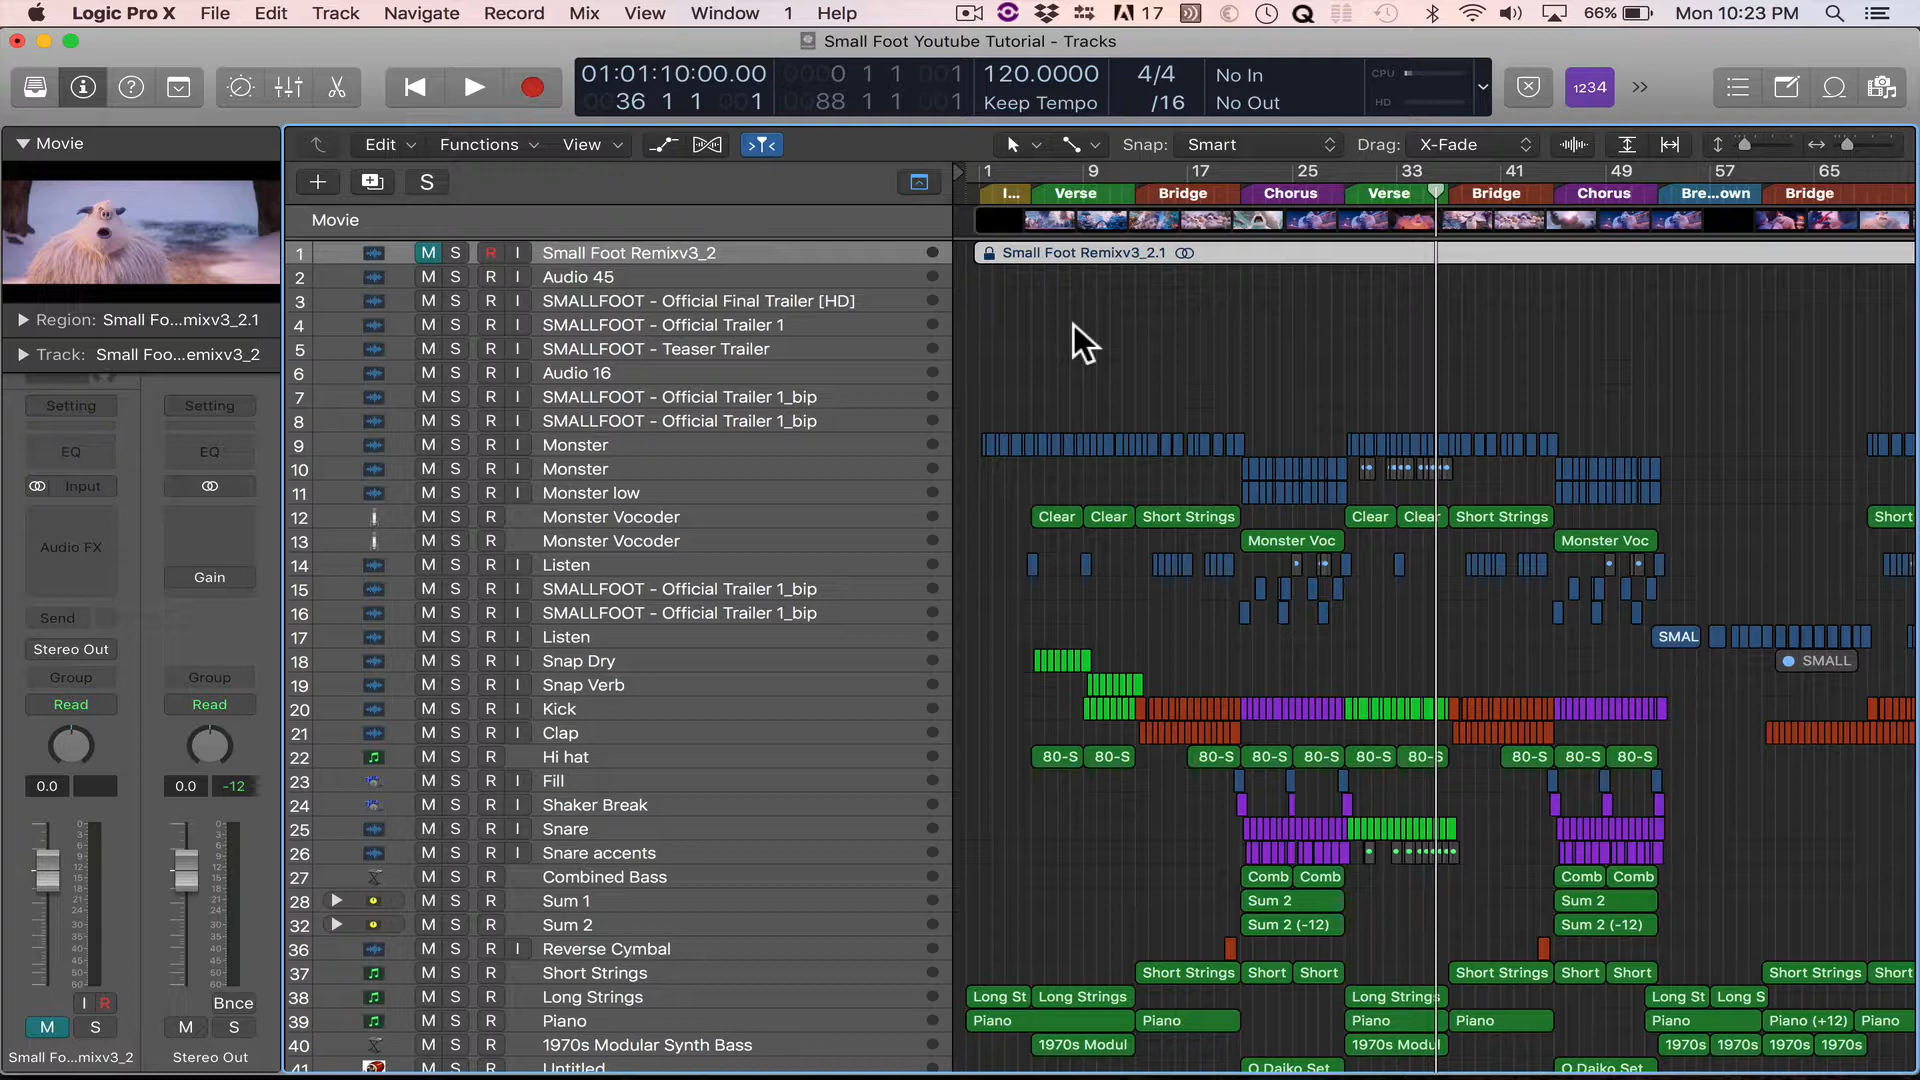 Logic Pro X File Edit Track Navigate Record Mix View Window 1 Help 17 66% Mon 10:23 PM
Small Foot Youtube Tutorial - Tracks
01:01:10:00.00 120.0000 4/4 No In CPU 1234
36 1 1 Keep Tempo /16 No Out HD
Movie
Edit Functions View Snap: Smart Drag: X-Fade
S
1 9 17 25 33 41 49 57 65
I... Verse Bridge Chorus Verse Bridge Chorus Bre...own Bridge
Movie
Region: Small Fo...mixv3_2.1
Track: Small Foo...emixv3_2
Setting Setting
EQ EQ
Input
Audio FX
Gain
Send
Stereo Out
Group Group
Read Read
0.0 0.0 -12
I R Bnce
M S M S
Small Fo...mixv3_2 Stereo Out
1 M S R I Small Foot Remixv3_2 Small Foot Remixv3_2.1
2 M S R I Audio 45
3 M S R I SMALLFOOT - Official Final Trailer [HD]
4 M S R I SMALLFOOT - Official Trailer 1
5 M S R I SMALLFOOT - Teaser Trailer
6 M S R I Audio 16
7 M S R I SMALLFOOT - Official Trailer 1_bip
8 M S R I SMALLFOOT - Official Trailer 1_bip
9 M S R I Monster
10 M S R I Monster
11 M S R I Monster low
12 M S R Monster Vocoder Clear Clear Short Strings Clear Clear Short Strings Short
13 M S R Monster Vocoder Monster Voc Monster Voc
14 M S R I Listen
15 M S R I SMALLFOOT - Official Trailer 1_bip
16 M S R I SMALLFOOT - Official Trailer 1_bip
17 M S R I Listen SMAL
18 M S R I Snap Dry SMALL
19 M S R I Snap Verb
20 M S R I Kick
21 M S R I Clap
22 M S R Hi hat 80-S 80-S 80-S 80-S 80-S 80-S 80-S 80-S 80-S 80-S
23 M S R I Fill
24 M S R I Shaker Break
25 M S R I Snare
26 M S R I Snare accents
27 M S R Combined Bass Comb Comb Comb Comb
28 M S R Sum 1 Sum 2 Sum 2
32 M S R Sum 2 Sum 2 (-12) Sum 2 (-12)
36 M S R I Reverse Cymbal
37 M S R Short Strings Short Strings Short Short Short Strings Short Short Short Strings Short
38 M S R Long Strings Long St Long Strings Long Strings Long St Long S
39 M S R Piano Piano Piano Piano Piano Piano Piano (+12) Piano
40 M S R 1970s Modular Synth Bass 1970s Modul 1970s Modul 1970s 1970s 1970s 1970s
41 Untitled O Daiko Set O Daiko Set